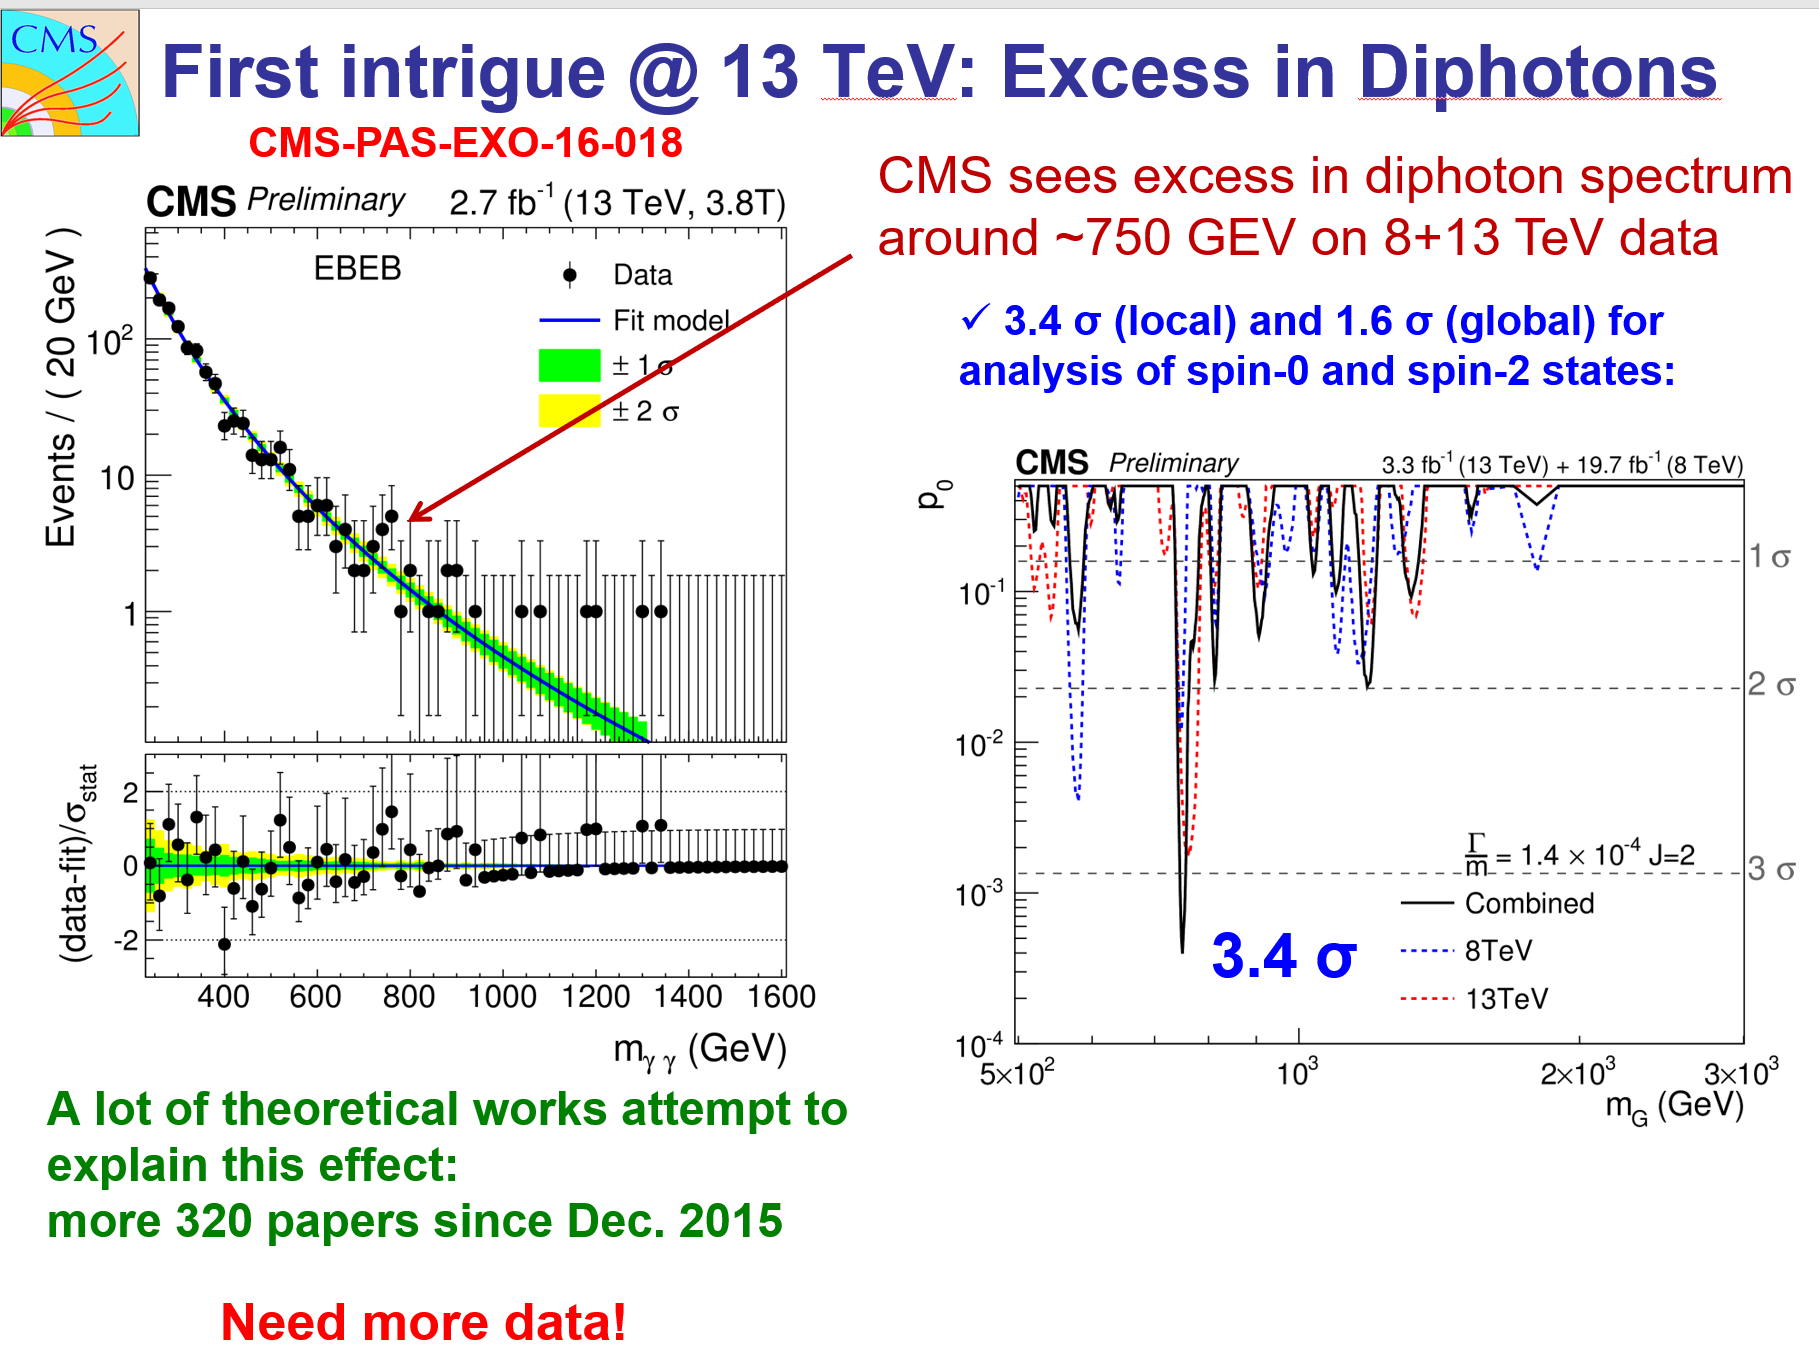 CMS
First intrigue @ 13 TeV: Excess in Diphotons
CMS-PAS-EXO-16-018
CMS sees excess in diphoton spectrum
around ~750 GEV on 8+13 TeV data
✓ 3.4 σ (local) and 1.6 σ (global) for
analysis of spin-0 and spin-2 states:
CMS Preliminary 2.7 fb⁻¹ (13 TeV, 3.8T)
EBEB
Data
Fit model
± 1 σ
± 2 σ
Events / ( 20 GeV )
10²
10
1
(data-fit)/σstat
2
0
-2
400 600 800 1000 1200 1400 1600
mγγ (GeV)
CMS Preliminary 3.3 fb⁻¹ (13 TeV) + 19.7 fb⁻¹ (8 TeV)
p₀
10⁻¹
10⁻²
10⁻³
10⁻⁴
1 σ
2 σ
3 σ
Γ/m = 1.4 × 10⁻⁴ J=2
Combined
8TeV
13TeV
3.4 σ
5×10² 10³ 2×10³ 3×10³
mG (GeV)
A lot of theoretical works attempt to
explain this effect:
more 320 papers since Dec. 2015
Need more data!